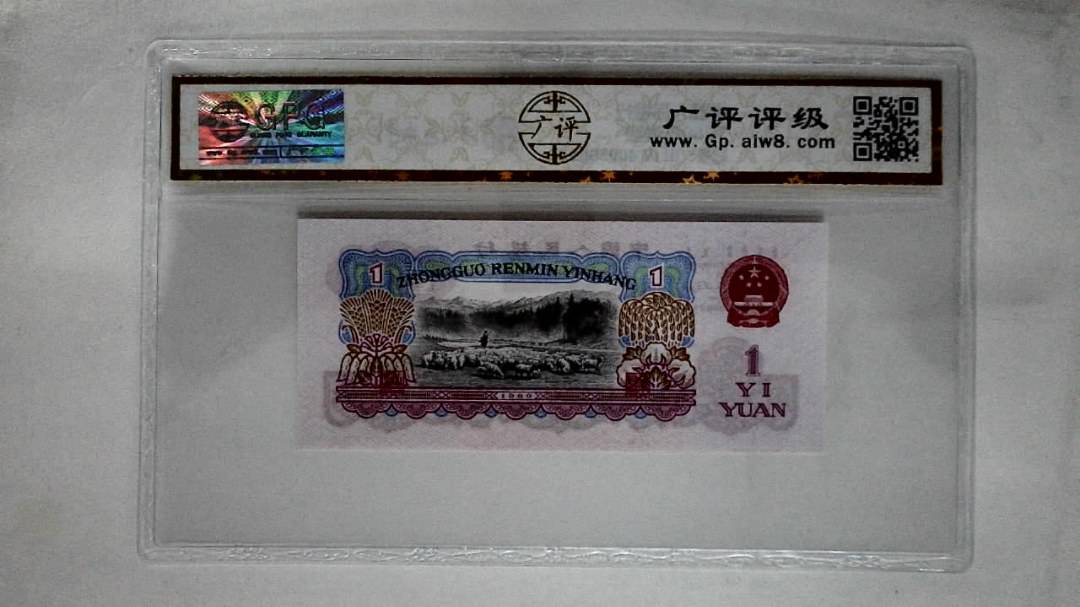 GPG
广评
广评评级
www. Gp. aiw8. com
1
ZHONGGUO RENMIN YINHANG
1
1960
1
YI
YUAN